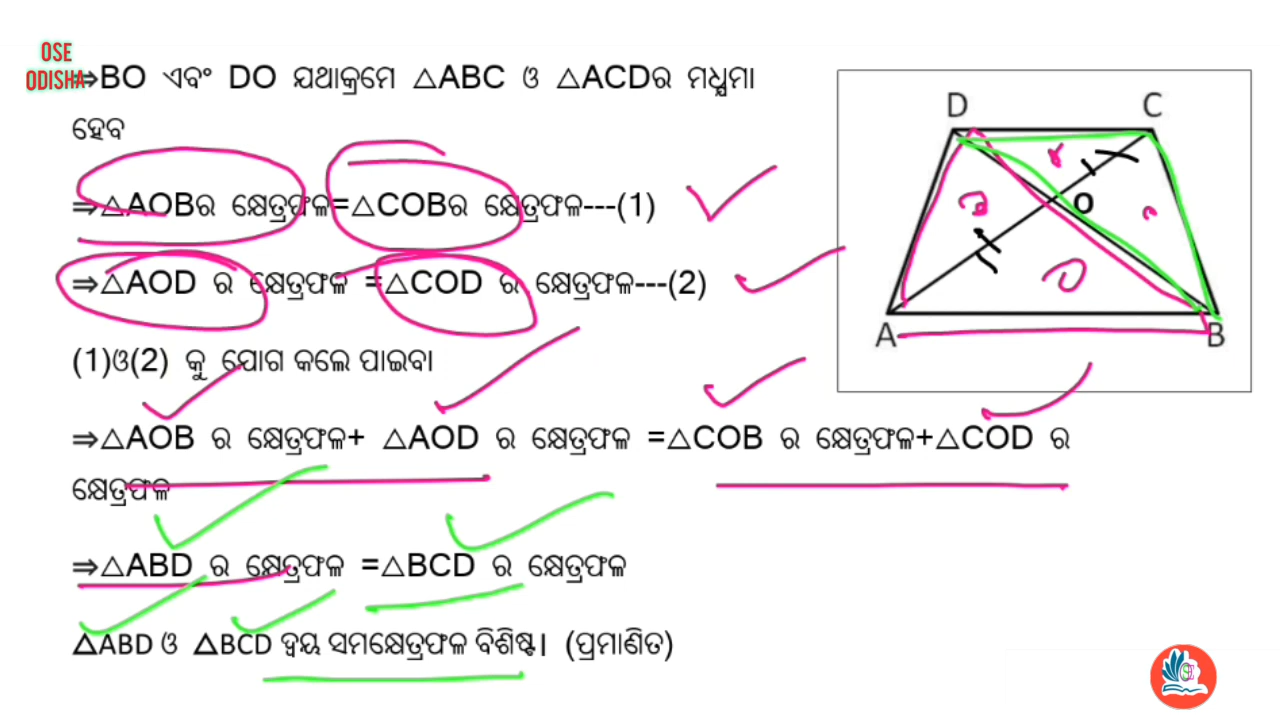 OSE
ODISHA
⇒BO ଏବଂ DO ଯଥାକ୍ରମେ △ABC ଓ △ACDର ମଧ୍ଯମା
ହେବ
⇒△AOBର କ୍ଷେତ୍ରଫଳ=△COBର କ୍ଷେତ୍ରଫଳ---(1)
⇒△AOD ର କ୍ଷେତ୍ରଫଳ =△COD ର କ୍ଷେତ୍ରଫଳ---(2)
(1)ଓ(2) କୁ ଯୋଗ କଲେ ପାଇବା
⇒△AOB ର କ୍ଷେତ୍ରଫଳ+ △AOD ର କ୍ଷେତ୍ରଫଳ =△COB ର କ୍ଷେତ୍ରଫଳ+△COD ର
କ୍ଷେତ୍ରଫଳ
⇒△ABD ର କ୍ଷେତ୍ରଫଳ =△BCD ର କ୍ଷେତ୍ରଫଳ
△ABD ଓ △BCD ଦ୍ଵୟ ସମକ୍ଷେତ୍ରଫଳ ବିଶିଷ୍ଟ। (ପ୍ରମାଣିତ)
D C
O
A B